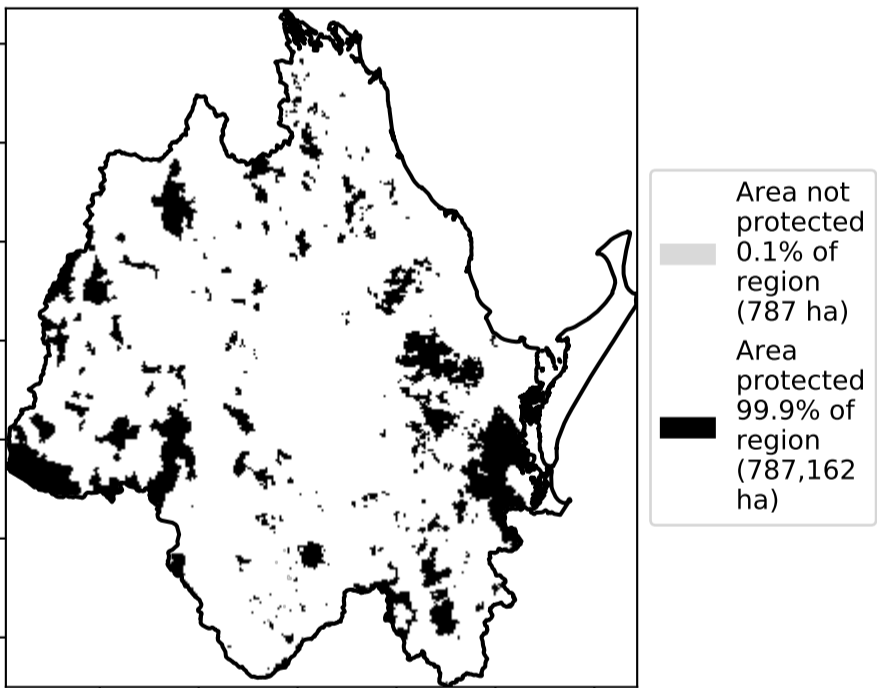 Area not
protected
0.1% of
region
(787 ha)
Area
protected
99.9% of
region
(787,162
ha)